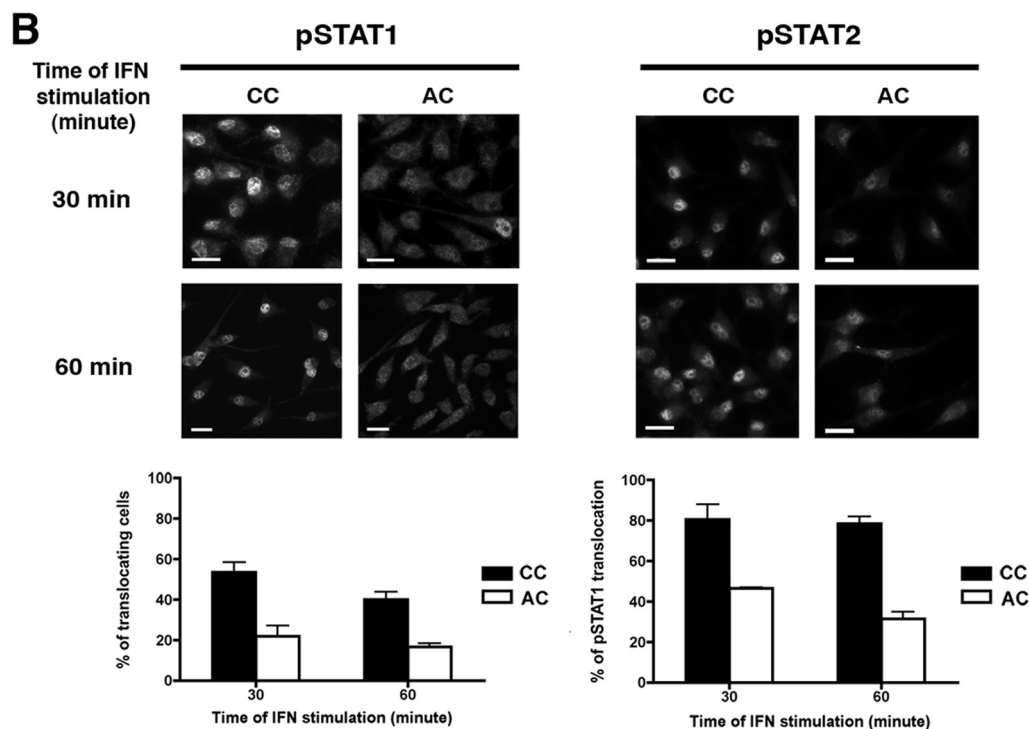 B
pSTAT1
pSTAT2
Time of IFN
stimulation
(minute)
CC
AC
CC
AC
30 min
60 min
% of translocating cells
100
80
60
40
20
0
30
60
Time of IFN stimulation (minute)
CC
AC
% of pSTAT1 translocation
100
80
60
40
20
0
30
60
Time of IFN stimulation (minute)
CC
AC